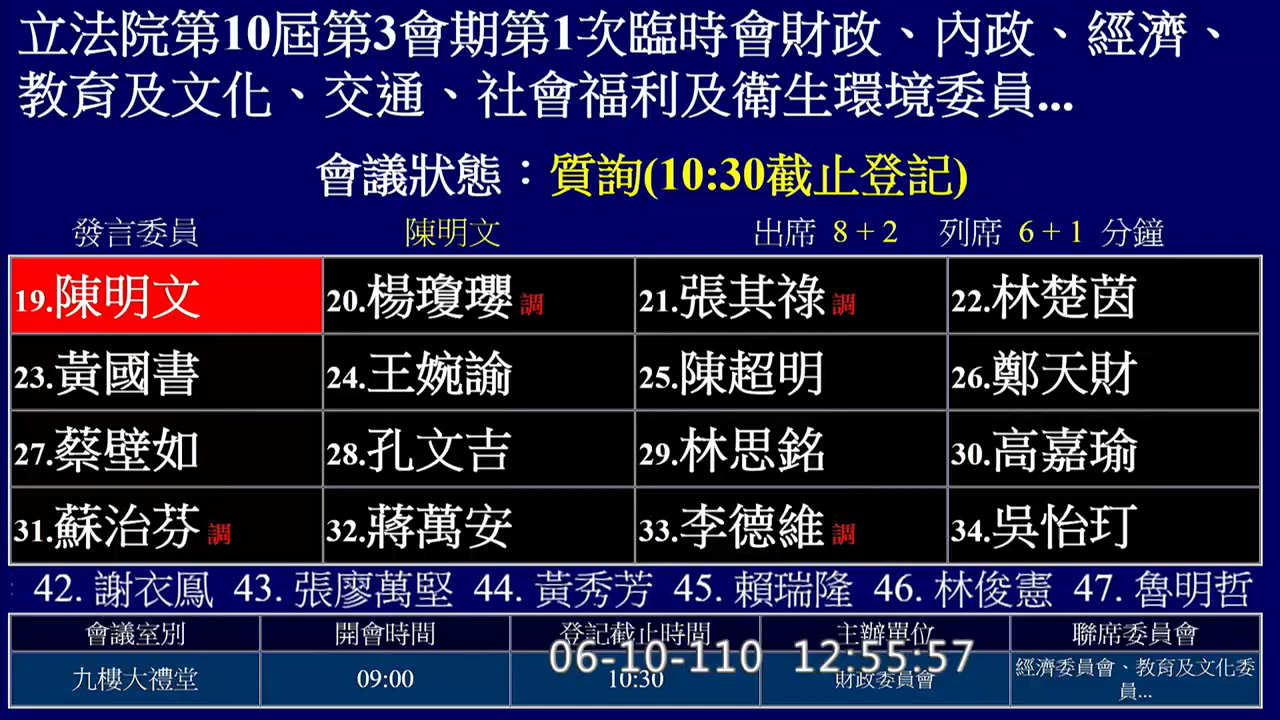 立法院第10屆第3會期第1次臨時會財政、內政、經濟、
教育及文化、交通、社會福利及衛生環境委員...
會議狀態：質詢(10:30截止登記)
發言委員 陳明文 出席 8 + 2 列席 6 + 1 分鐘
19.陳明文 20.楊瓊瓔調 21.張其祿調 22.林楚茵
23.黃國書 24.王婉諭 25.陳超明 26.鄭天財
27.蔡壁如 28.孔文吉 29.林思銘 30.高嘉瑜
31.蘇治芬調 32.蔣萬安 33.李德維調 34.吳怡玎
42. 謝衣鳳 43. 張廖萬堅 44. 黃秀芳 45. 賴瑞隆 46. 林俊憲 47. 魯明哲
會議室別 開會時間 登記截止時間 主辦單位 聯席委員會
06-10-110 12:55:57
九樓大禮堂 09:00 10:30 財政委員會 經濟委員會、教育及文化委
員...